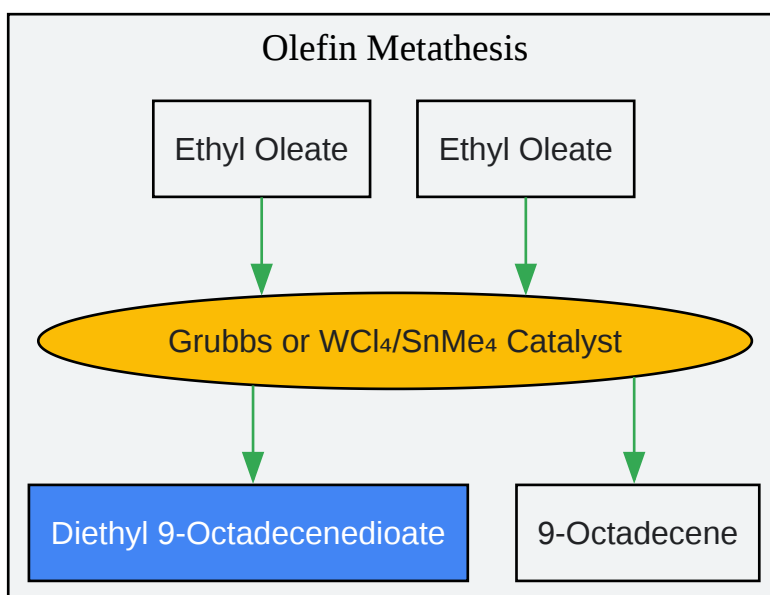 Olefin Metathesis
Ethyl Oleate
Ethyl Oleate
Grubbs or WCl₄/SnMe₄ Catalyst
Diethyl 9-Octadecenedioate
9-Octadecene